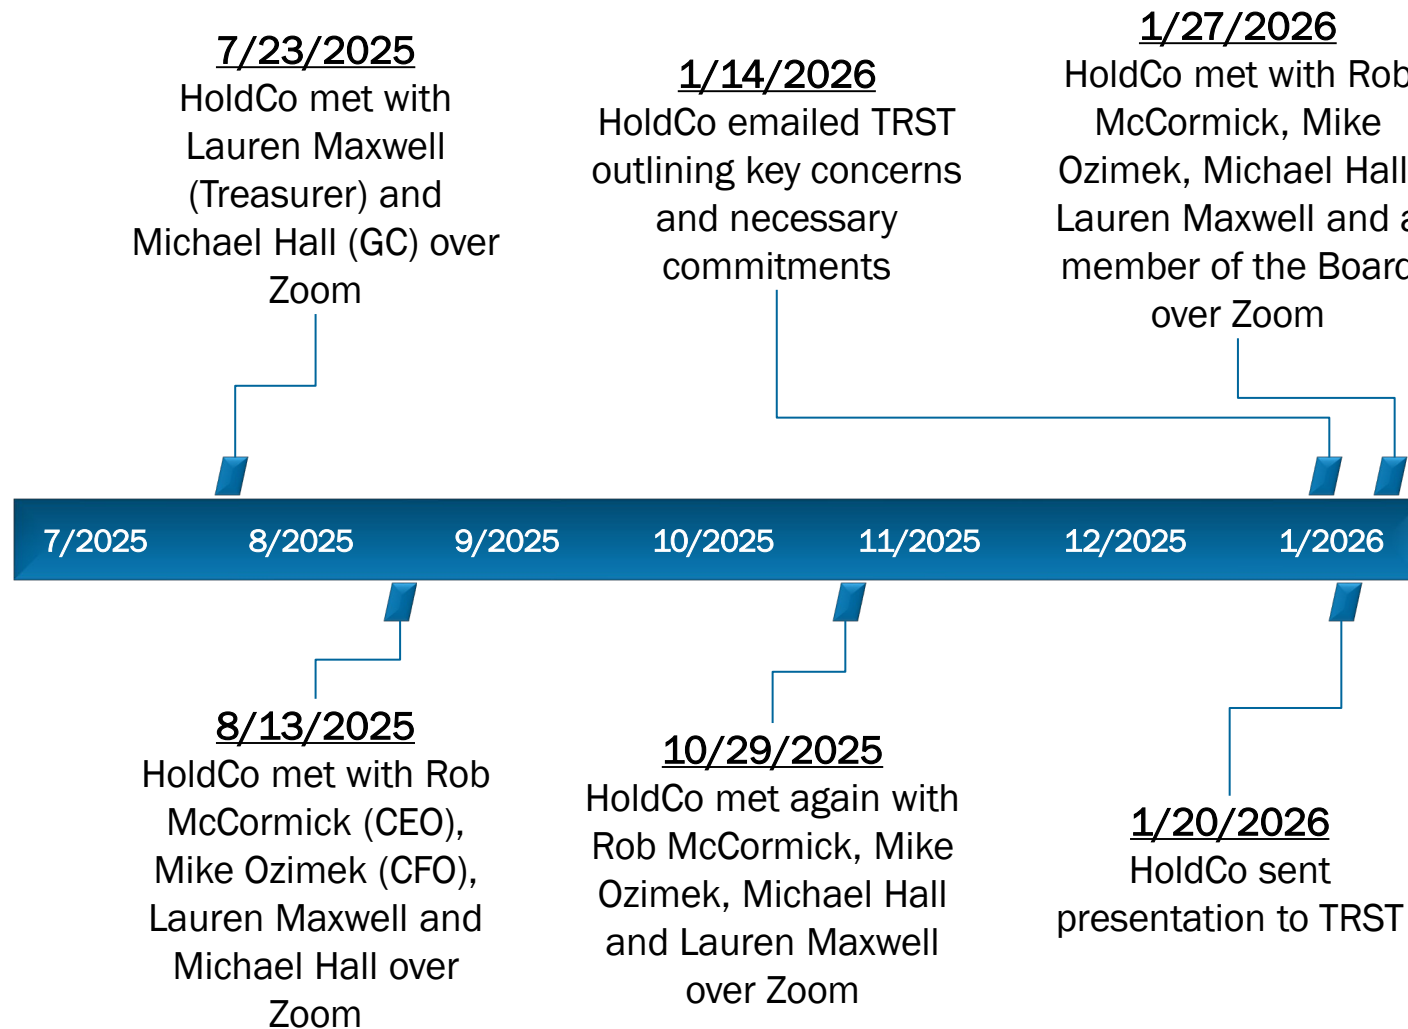 7/23/2025
HoldCo met with
Lauren Maxwell
(Treasurer) and
Michael Hall (GC) over
Zoom
1/14/2026
HoldCo emailed TRST
outlining key concerns
and necessary
commitments
1/27/2026
HoldCo met with Rob
McCormick, Mike
Ozimek, Michael Hall
Lauren Maxwell and a
member of the Board
over Zoom
7/2025 8/2025 9/2025 10/2025 11/2025 12/2025 1/2026
8/13/2025
HoldCo met with Rob
McCormick (CEO),
Mike Ozimek (CFO),
Lauren Maxwell and
Michael Hall over
Zoom
10/29/2025
HoldCo met again with
Rob McCormick, Mike
Ozimek, Michael Hall
and Lauren Maxwell
over Zoom
1/20/2026
HoldCo sent
presentation to TRST